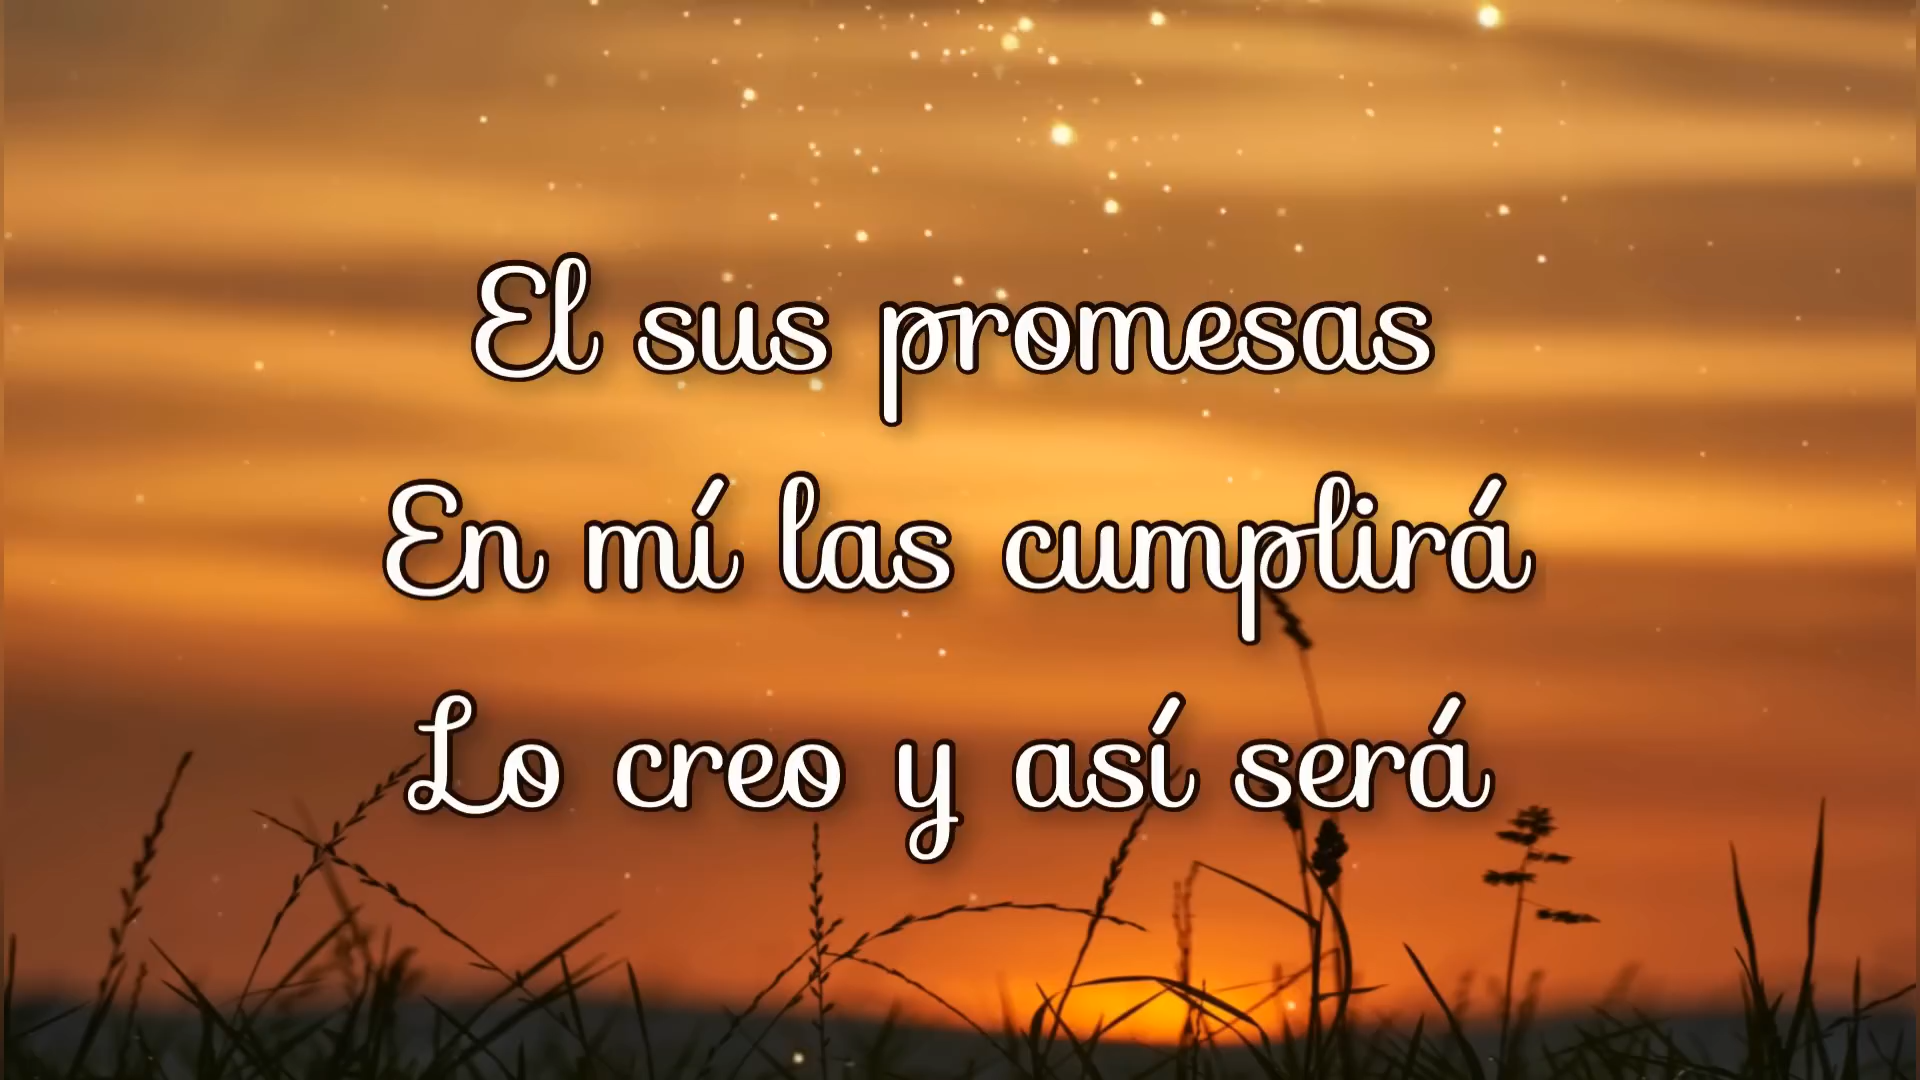 El sus promesas
En mí las cumplirá
Lo creo y así será